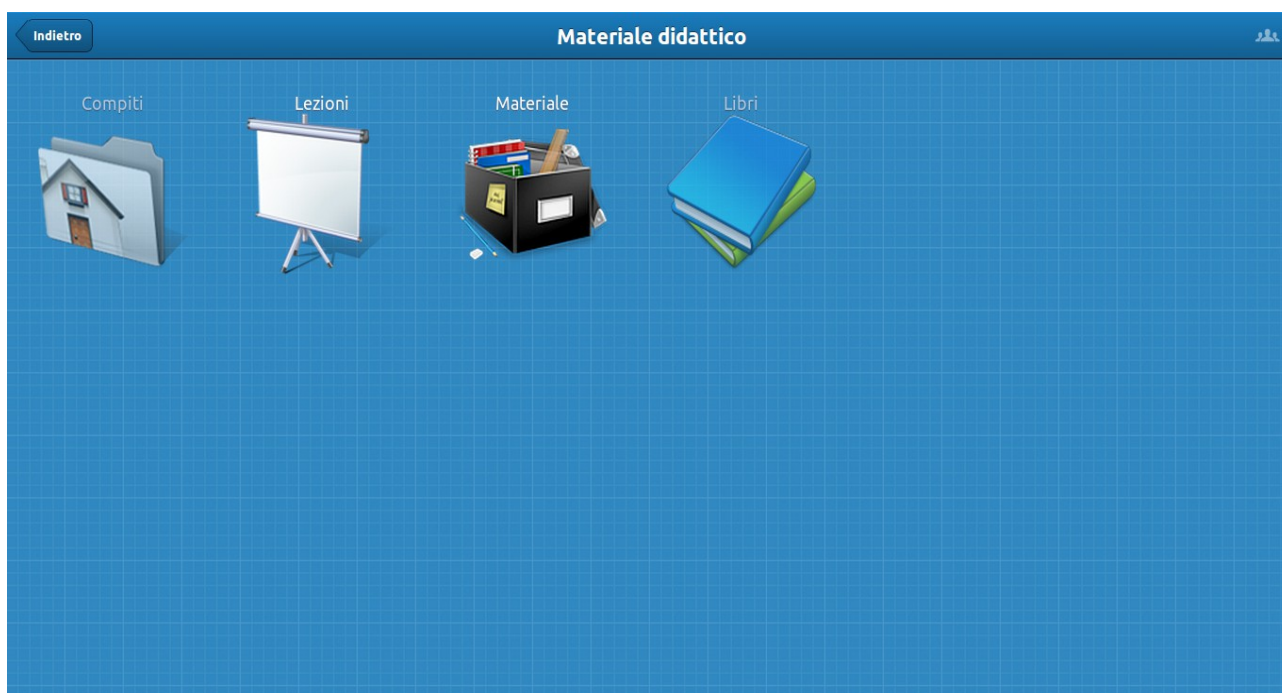 Indietro
Materiale didattico
Compiti
Lezioni
Materiale
Libri